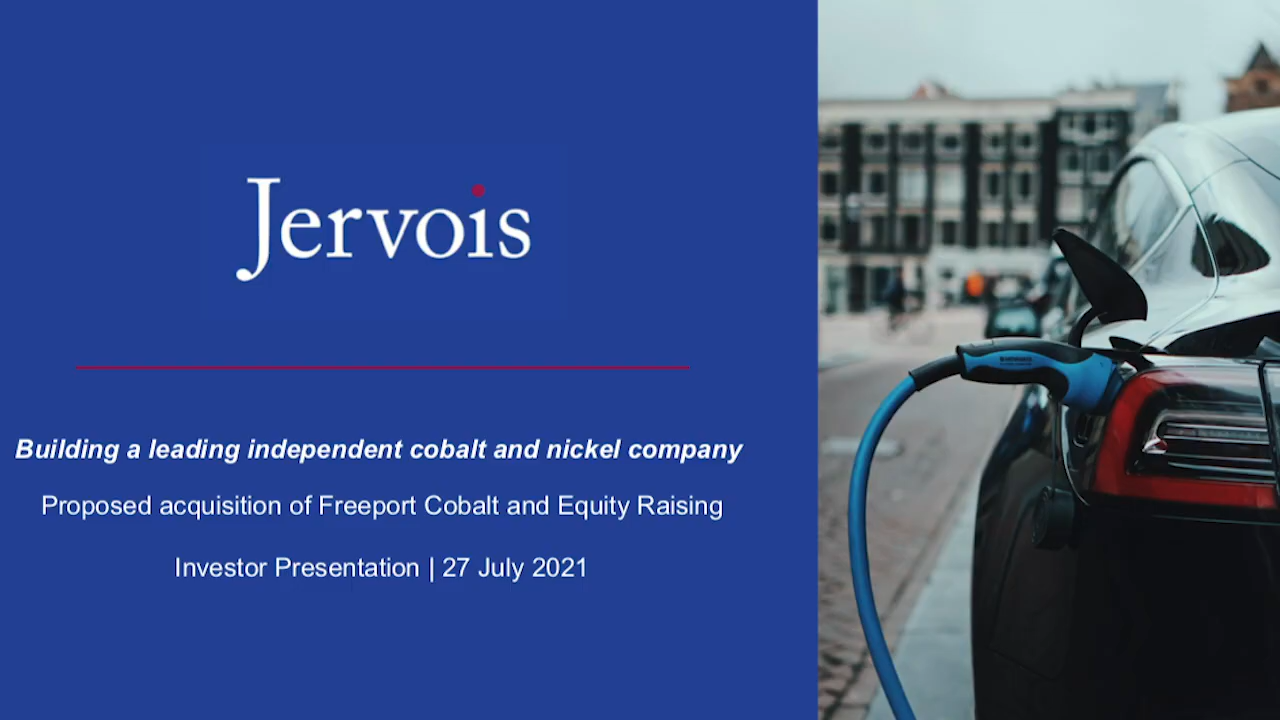 Jervois
Building a leading independent cobalt and nickel company
Proposed acquisition of Freeport Cobalt and Equity Raising
Investor Presentation | 27 July 2021